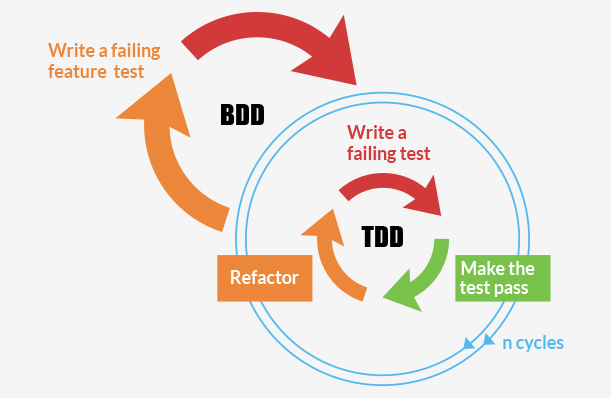 Write a failing
feature test
BDD
Write a
failing test
TDD
Refactor
Make the
test pass
n cycles